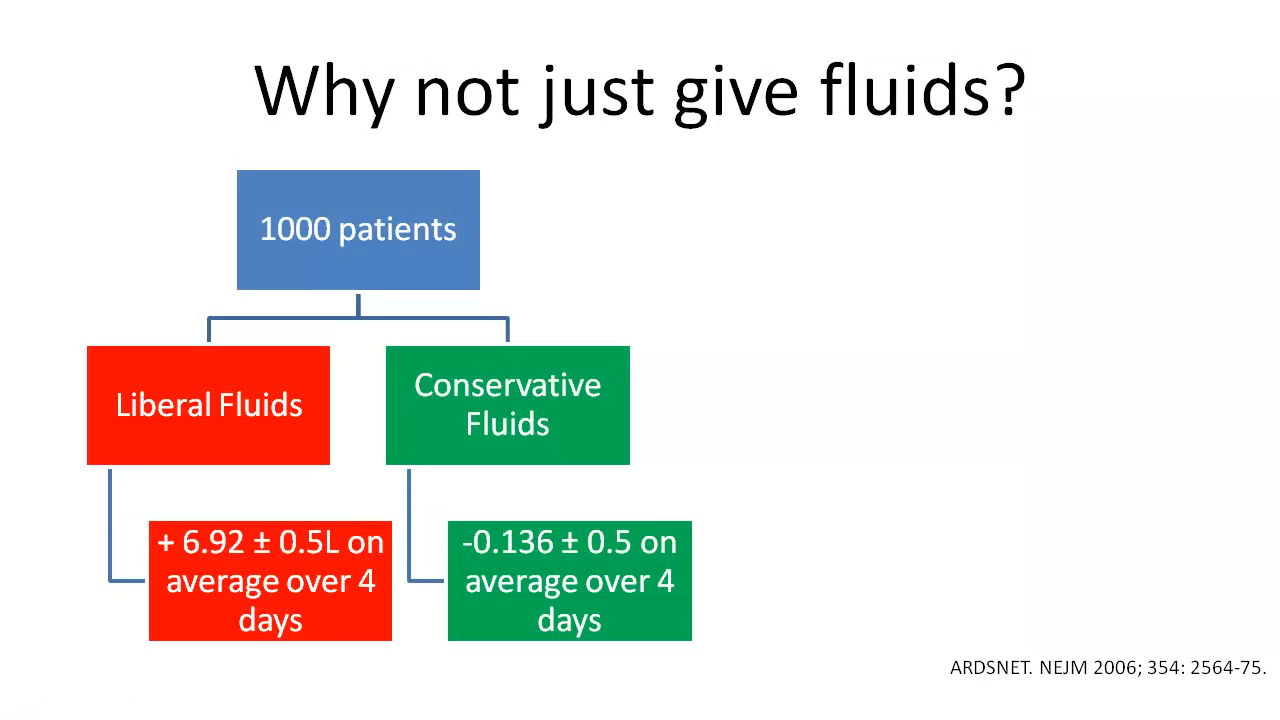 Why not just give fluids?
1000 patients
Liberal Fluids
Conservative
Fluids
+ 6.92 ± 0.5L on
average over 4
days
-0.136 ± 0.5 on
average over 4
days
ARDSNET. NEJM 2006; 354: 2564-75.